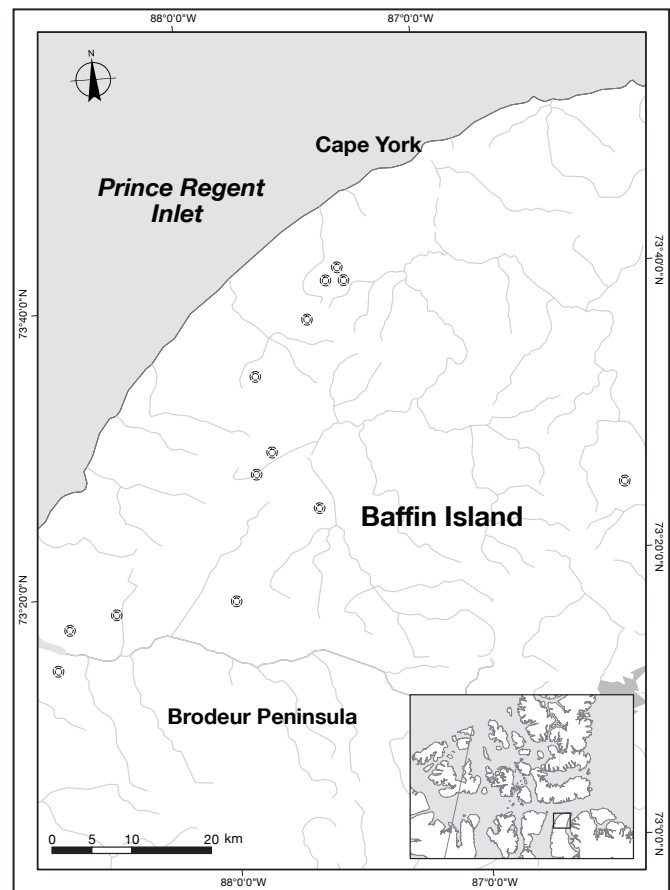 88°0'0"W
87°0'0"W
N
Cape York
Prince Regent
Inlet
73°40'0"N
73°40'0"N
Baffin Island
73°20'0"N
73°20'0"N
Brodeur Peninsula
0 5 10 20 km
73°0'0"N
88°0'0"W
87°0'0"W